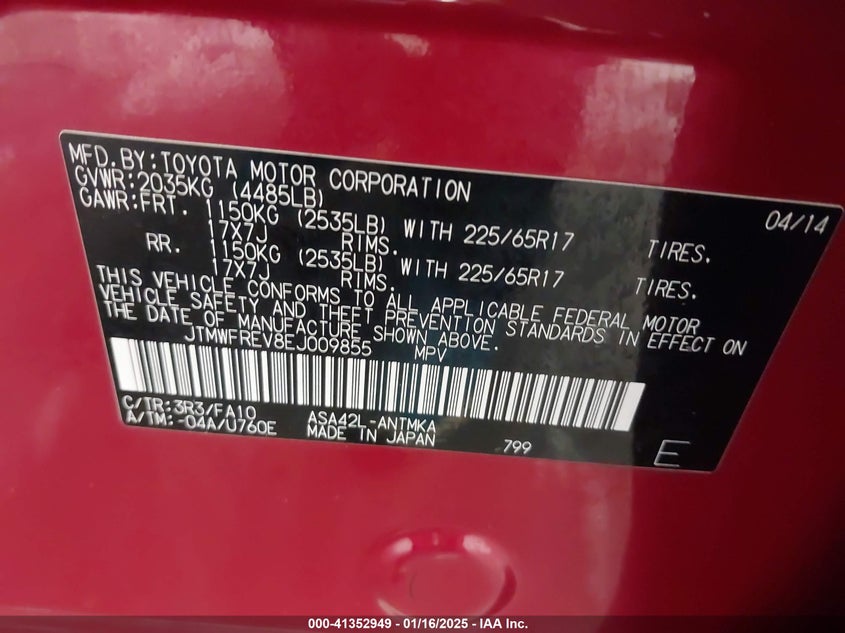 MFD.BY:TOYOTA MOTOR CORPORATION 04/14
GVWR:2035KG (4485LB)
GAWR:FRT. 1150KG (2535LB) WITH 225/65R17 TIRES.
17X7J RIMS.
RR. 1150KG (2535LB) WITH 225/65R17 TIRES.
17X7J RIMS.
THIS VEHICLE CONFORMS TO ALL APPLICABLE FEDERAL MOTOR
VEHICLE SAFETY AND THEFT PREVENTION STANDARDS IN EFFECT ON
THE DATE OF MANUFACTURE SHOWN ABOVE.
JTMWFREV8EJ009855 MPV
C/TR:3R3/FA10 ASA42L-ANTMKA
A/TM:-04A/U760E MADE IN JAPAN 799 E
000-41352949 - 01/16/2025 - IAA Inc.